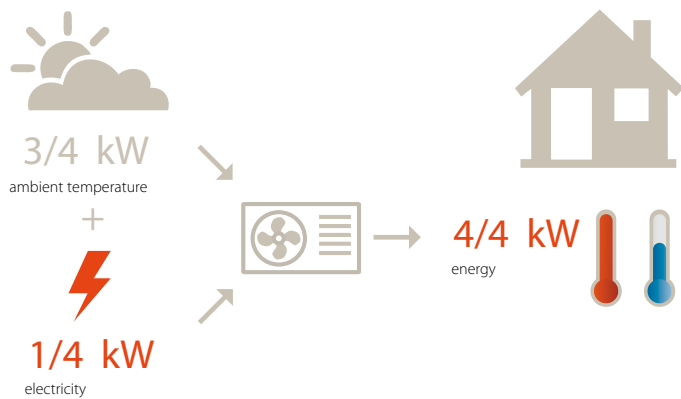 3/4 kW
ambient temperature
+
1/4 kW
electricity
4/4 kW
energy